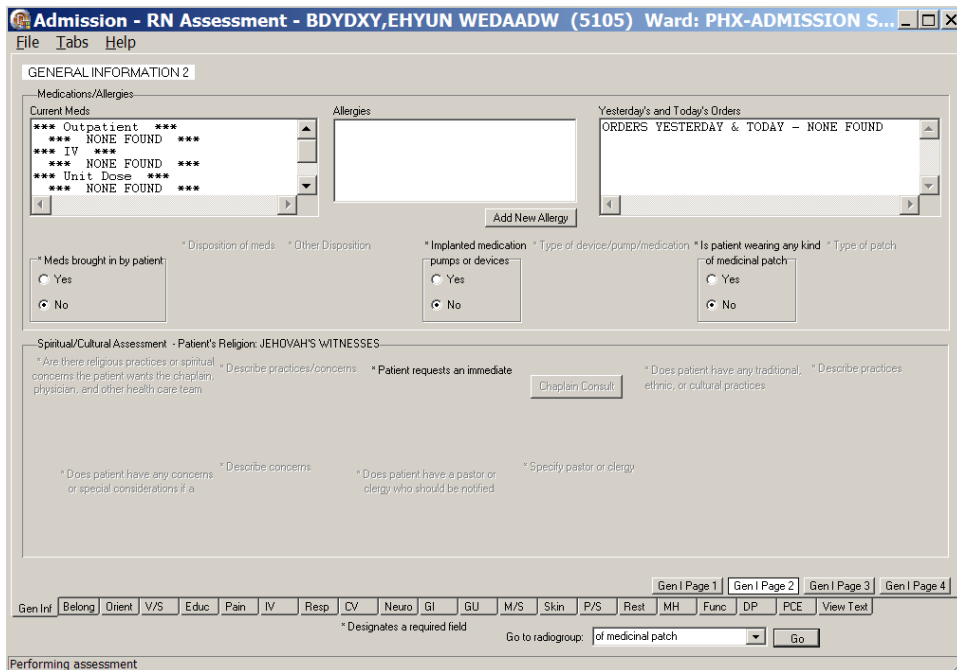 Admission - RN Assessment - BDYDXY,EHYUN WEDAADW (5105) Ward: PHX-ADMISSION S...
File Tabs Help
GENERAL INFORMATION 2
Medications/Allergies
Current Meds
*** Outpatient ***
*** NONE FOUND ***
*** IV ***
*** NONE FOUND ***
*** Unit Dose ***
*** NONE FOUND ***
Allergies
Add New Allergy
Yesterday's and Today's Orders
ORDERS YESTERDAY & TODAY - NONE FOUND
* Meds brought in by patient
Yes
No
* Disposition of meds
* Other Disposition
* Implanted medication
pumps or devices
Yes
No
* Type of device/pump/medication
* Is patient wearing any kind
of medicinal patch
Yes
No
* Type of patch
Spiritual/Cultural Assessment - Patient's Religion: JEHOVAH'S WITNESSES
* Are there religious practices or spiritual
concerns the patient wants the chaplain,
physician, and other health care team
* Describe practices/concerns
* Patient requests an immediate
Chaplain Consult
* Does patient have any traditional,
ethnic, or cultural practices
* Describe practices
* Does patient have any concerns
or special considerations if a
* Describe concerns
* Does patient have a pastor or
clergy who should be notified
* Specify pastor or clergy
Gen I Page 1 Gen I Page 2 Gen I Page 3 Gen I Page 4
Gen Inf Belong Orient V/S Educ Pain IV Resp CV Neuro GI GU M/S Skin P/S Rest MH Func DP PCE View Text
* Designates a required field
Go to radiogroup: of medicinal patch Go
Performing assessment